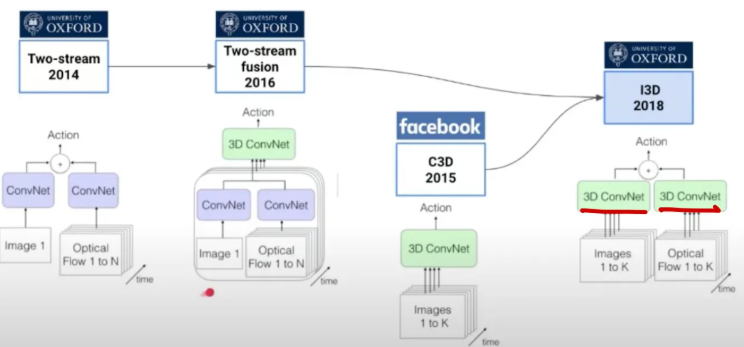 UNIVERSITY OF
OXFORD
Two-stream
2014
UNIVERSITY OF
OXFORD
Two-stream
fusion
2016
UNIVERSITY OF
OXFORD
I3D
2018
facebook
C3D
2015
Action
+
ConvNet
ConvNet
Image 1
Optical
Flow 1 to N
time
Action
3D ConvNet
ConvNet
ConvNet
Image 1
Optical
Flow 1 to N
time
Action
3D ConvNet
Images
1 to K
time
Action
+
3D ConvNet
3D ConvNet
Images
1 to K
Optical
Flow 1 to K
time